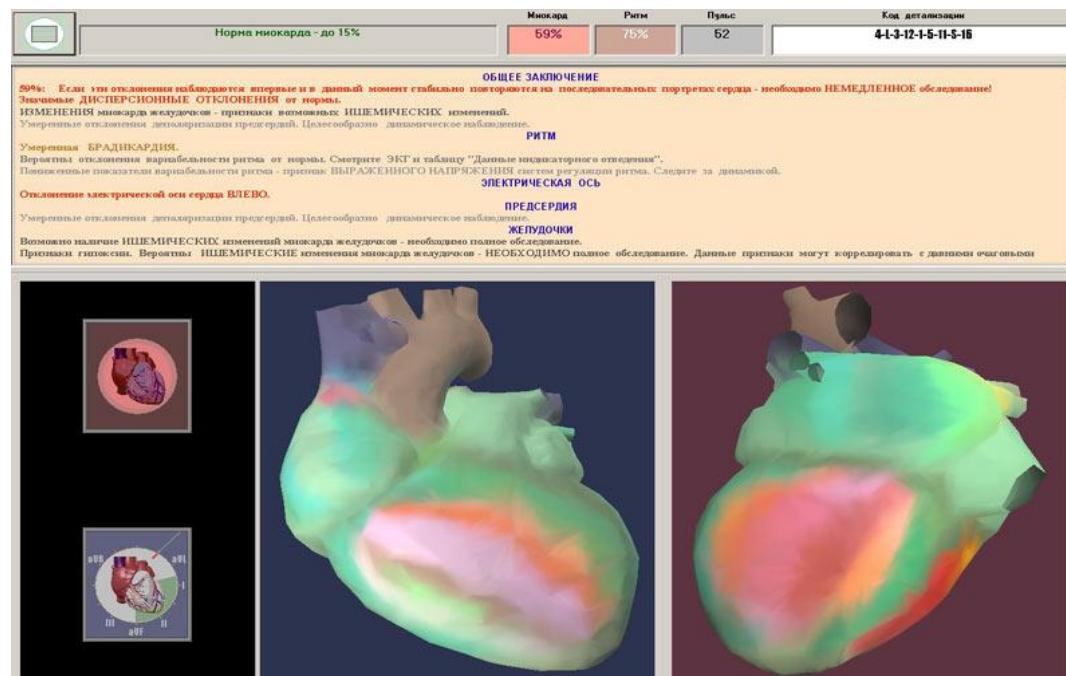 Миокард Ритм Пульс Код детализации
Норма миокарда - до 15% 59% 75% 52 4-L-3-12-1-5-11-S-16
ОБЩЕЕ ЗАКЛЮЧЕНИЕ
59%: Если эти отклонения наблюдаются впервые и в данный момент стабильно повторяются на последовательных портретах сердца - необходимо НЕМЕДЛЕННОЕ обследование!
Значимые ДИСПЕРСИОННЫЕ ОТКЛОНЕНИЯ от нормы.
ИЗМЕНЕНИЯ миокарда желудочков - признаки возможных ИШЕМИЧЕСКИХ изменений.
Умеренные отклонения деполяризации предсердий. Целесообразно динамическое наблюдение.
РИТМ
Умеренная БРАДИКАРДИЯ.
Вероятны отклонения вариабельности ритма от нормы. Смотрите ЭКГ и таблицу "Данные индикаторного отведения".
Пониженные показатели вариабельности ритма - признак ВЫРАЖЕННОГО НАПРЯЖЕНИЯ систем регуляции ритма. Следите за динамикой.
ЭЛЕКТРИЧЕСКАЯ ОСЬ
Отклонение электрической оси сердца ВЛЕВО.
ПРЕДСЕРДИЯ
Умеренные отклонения деполяризации предсердий. Целесообразно динамическое наблюдение.
ЖЕЛУДОЧКИ
Возможно наличие ИШЕМИЧЕСКИХ изменений миокарда желудочков - необходимо полное обследование.
Признаки гипоксии. Вероятны ИШЕМИЧЕСКИЕ изменения миокарда желудочков - НЕОБХОДИМО полное обследование. Данные признаки могут коррелировать с давними очаговыми
aVR aVL
I
III II
aVF